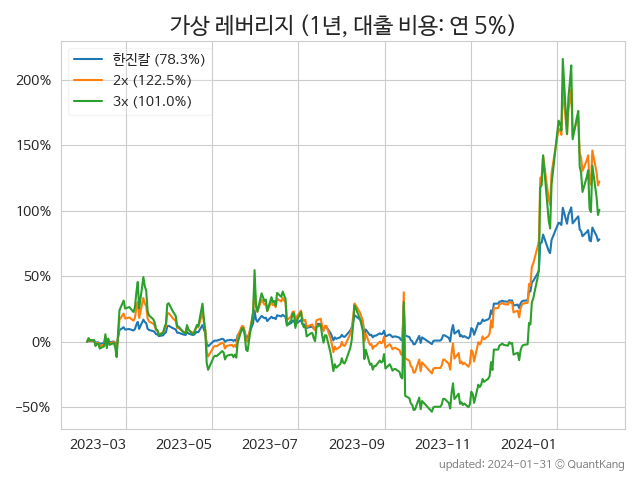 가상 레버리지 (1년, 대출 비용: 연 5%)
한진칼 (78.3%)
2x (122.5%)
3x (101.0%)
200%
150%
100%
50%
0%
−50%
2023-03 2023-05 2023-07 2023-09 2023-11 2024-01
updated: 2024-01-31 © QuantKang